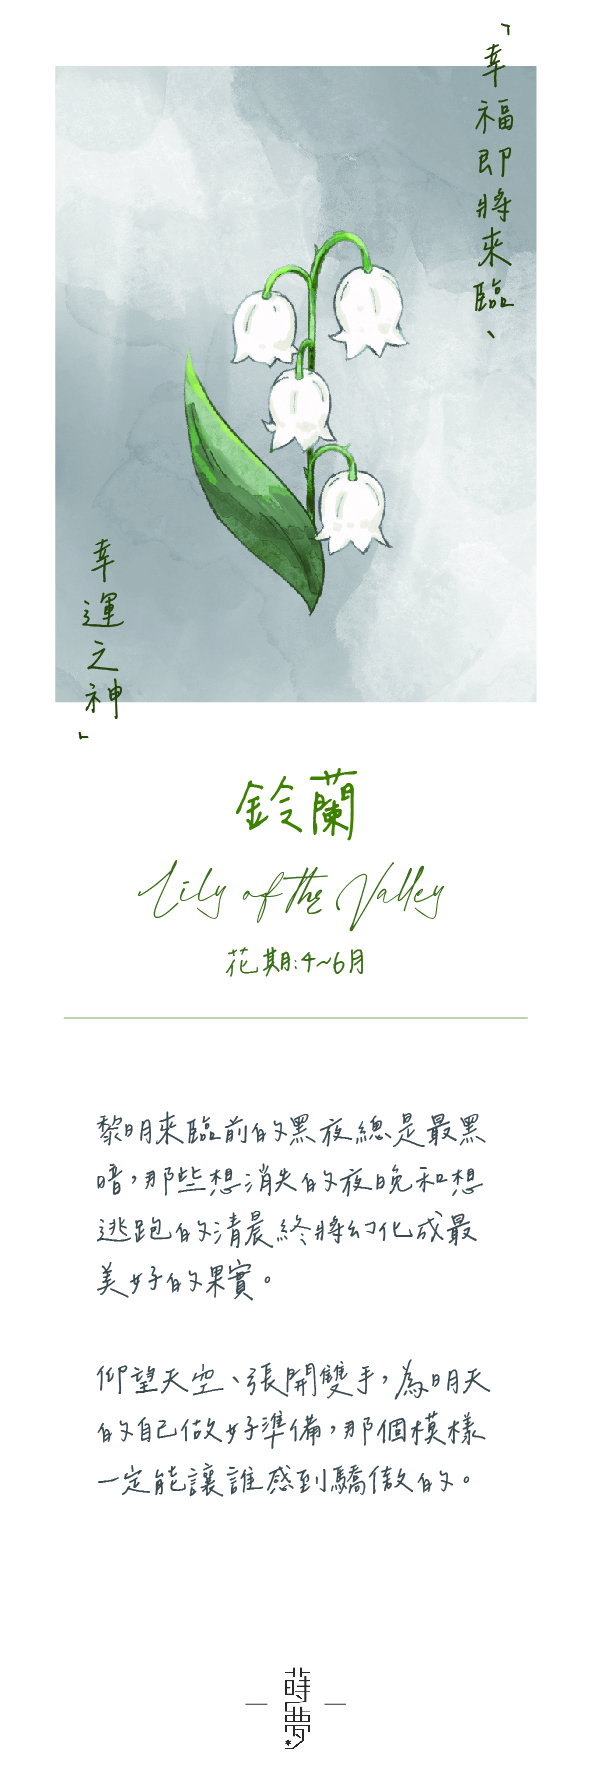 「幸福即將來臨、
幸運之神」
鈴蘭
Lily of the Valley
花期:4~6月
黎明來臨前的黑夜總是最黑
暗，那些想消失的夜晚和想
逃跑的清晨終將幻化成最
美好的果實。
仰望天空、張開雙手，為明天
的自己做好準備，那個模樣
一定能讓誰感到驕傲的。
蒔夢